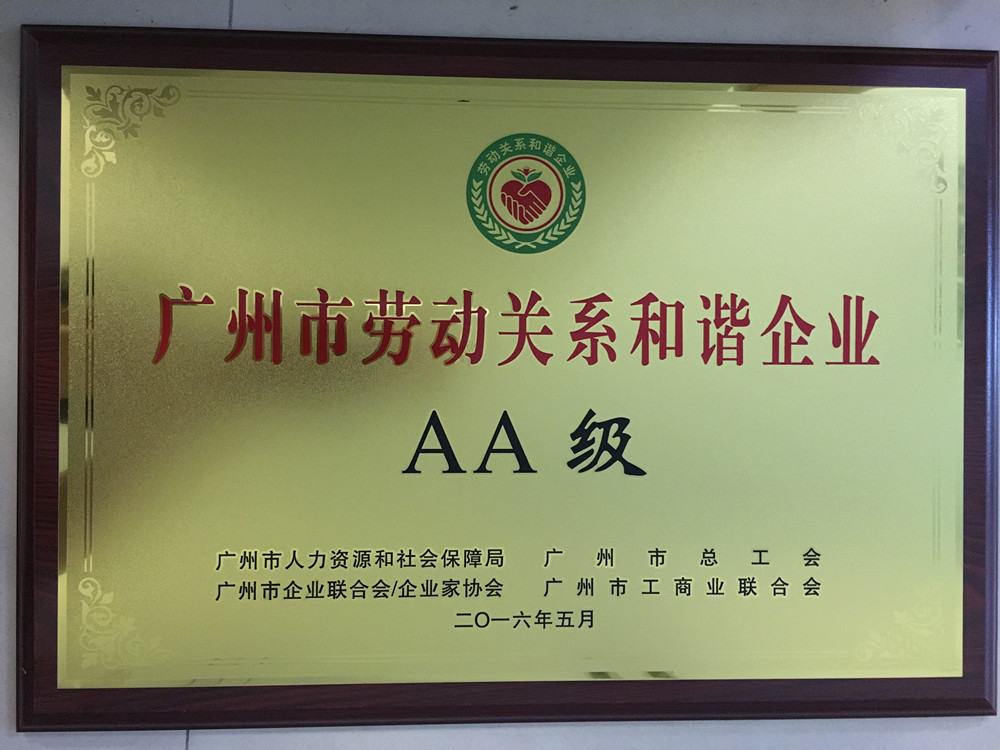 劳动关系和谐企业
广州市劳动关系和谐企业
AA级
广州市人力资源和社会保障局 广州市总工会
广州市企业联合会/企业家协会 广州市工商业联合会
二〇一六年五月